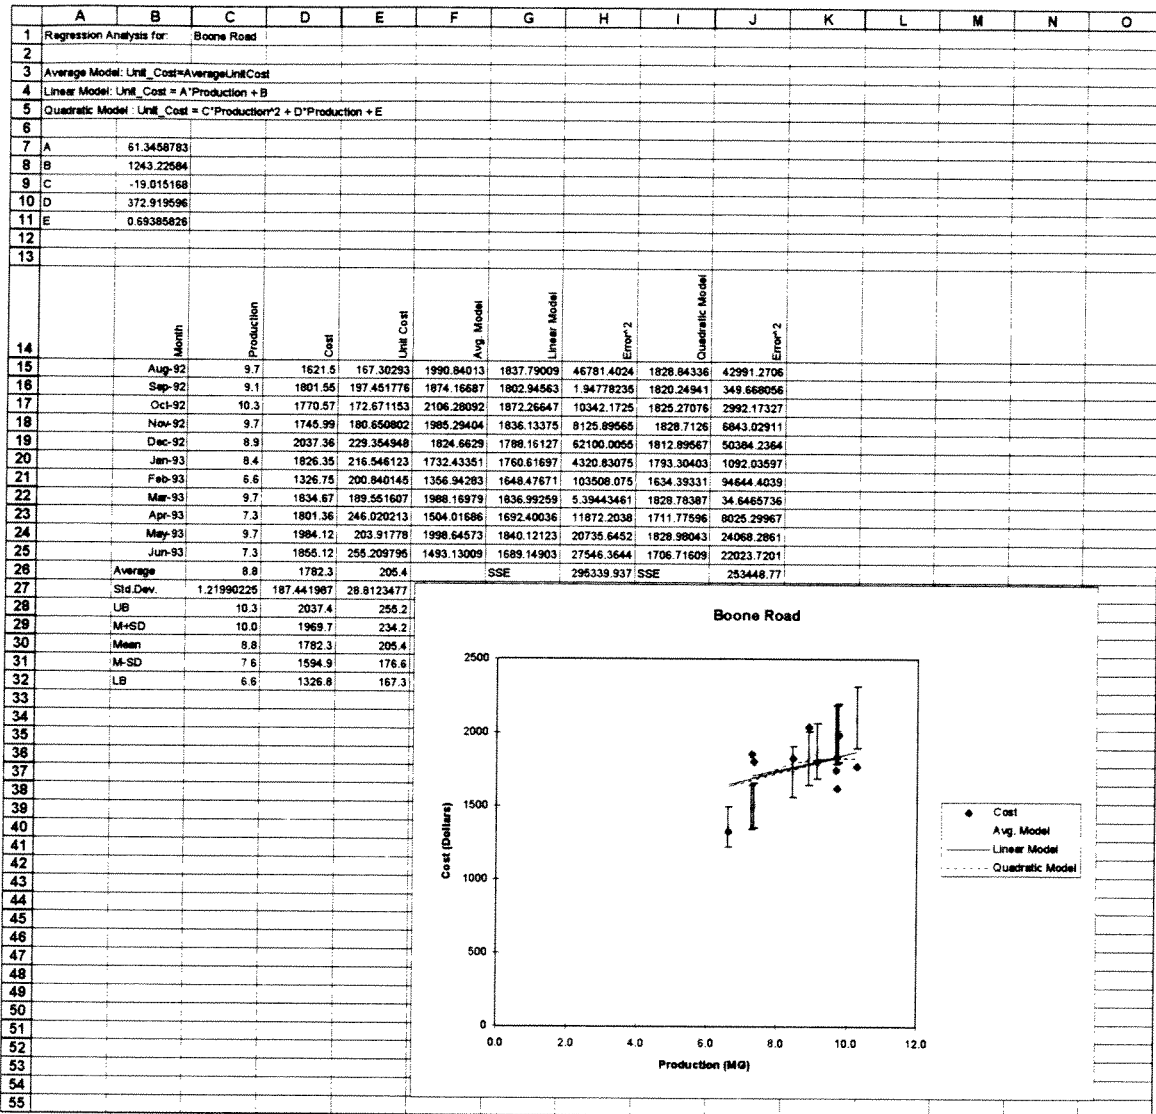 A B C D E F G H I J K L M N O
1 Regression Analysis for: Boone Road
2
3 Average Model: Unit_Cost=AverageUnitCost
4 Linear Model: Unit_Cost = A*Production + B
5 Quadratic Model : Unit_Cost = C*Production^2 + D*Production + E
6
7 A 61.3458783
8 B 1243.22584
9 C -19.015168
10 D 372.919596
11 E 0.69385826
12
13
14 Month Production Cost Unit Cost Avg. Model Linear Model Error^2 Quadratic Model Error^2
15 Aug-92 9.7 1621.5 167.30293 1990.84013 1837.79009 46781.4024 1828.84336 42991.2706
16 Sep-92 9.1 1801.55 197.451776 1874.16687 1802.94563 1.94778235 1820.24941 349.668056
17 Oct-92 10.3 1770.57 172.671153 2106.28092 1872.26647 10342.1725 1825.27076 2992.17327
18 Nov-92 9.7 1745.99 180.650802 1985.29404 1836.13375 8125.89565 1828.7126 6843.02911
19 Dec-92 8.9 2037.36 229.354948 1824.6629 1788.16127 62100.0055 1812.89567 50384.2364
20 Jan-93 8.4 1826.35 216.546123 1732.43351 1760.61697 4320.83075 1793.30403 1092.03597
21 Feb-93 6.6 1326.75 200.840145 1356.94283 1648.47671 103508.075 1634.39331 94644.4039
22 Mar-93 9.7 1834.67 189.551607 1988.16979 1836.99259 5.39443461 1828.78387 34.6465736
23 Apr-93 7.3 1801.36 246.020213 1504.01686 1692.40036 11872.2038 1711.77596 8025.29967
24 May-93 9.7 1984.12 203.91778 1998.64573 1840.12123 20735.6452 1828.98043 24068.2861
25 Jun-93 7.3 1855.12 255.209795 1493.13009 1689.14903 27546.3644 1706.71609 22023.7201
26 Average 8.8 1782.3 205.4 SSE 295339.937 SSE 253448.77
27 Std.Dev. 1.21990225 187.441987 28.8123477
28 UB 10.3 2037.4 255.2
29 M+SD 10.0 1969.7 234.2
30 Mean 8.8 1782.3 205.4
31 M-SD 7.6 1594.9 176.6
32 LB 6.6 1326.8 167.3
33
34
35
36
37
38
39
40
41
42
43
44
45
46
47
48
49
50
51
52
53
54
55
Boone Road
2500
2000
1500
1000
500
0
Cost (Dollars)
0.0 2.0 4.0 6.0 8.0 10.0 12.0
Production (MG)
Cost
Avg. Model
Linear Model
Quadratic Model